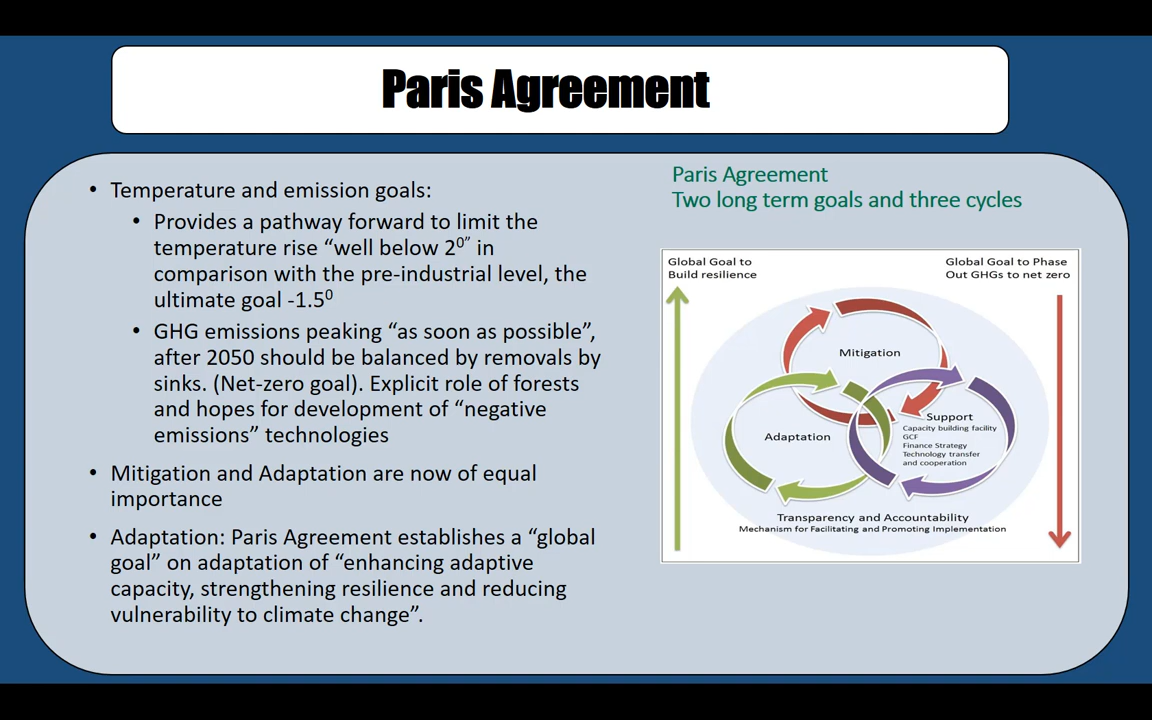 Paris Agreement
• Temperature and emission goals:
• Provides a pathway forward to limit the
temperature rise “well below 2⁰” in
comparison with the pre-industrial level, the
ultimate goal -1.5⁰
• GHG emissions peaking “as soon as possible”,
after 2050 should be balanced by removals by
sinks. (Net-zero goal). Explicit role of forests
and hopes for development of “negative
emissions” technologies
• Mitigation and Adaptation are now of equal
importance
• Adaptation: Paris Agreement establishes a “global
goal” on adaptation of “enhancing adaptive
capacity, strengthening resilience and reducing
vulnerability to climate change”.
Paris Agreement
Two long term goals and three cycles
Global Goal to
Build resilience
Global Goal to Phase
Out GHGs to net zero
Mitigation
Adaptation
Support
Capacity building facility
GCF
Finance Strategy
Technology transfer
and cooperation
Transparency and Accountability
Mechanism for Facilitating and Promoting Implementation